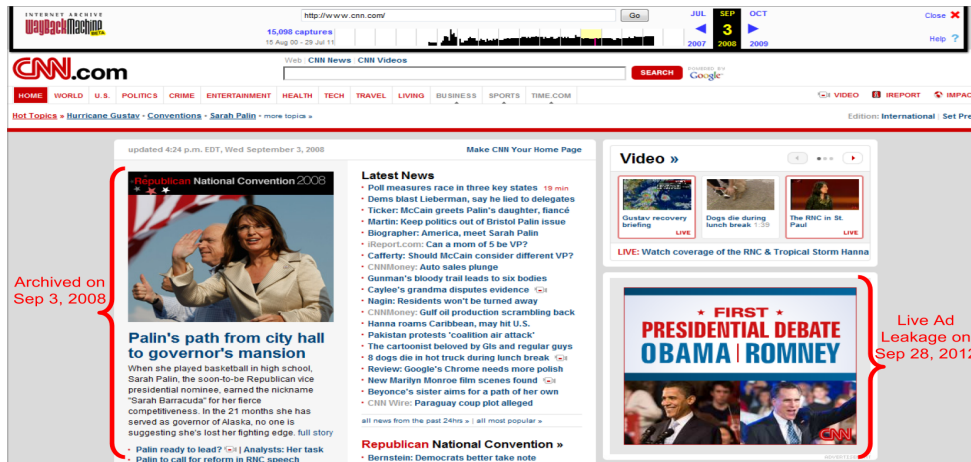 INTERNET ARCHIVE
WayBackMachine
BETA
http://www.cnn.com/
Go
15,098 captures
15 Aug 00 - 29 Jul 11
JUL SEP OCT
3
2007 2008 2009
Close
Help ?
CNN.com
Web | CNN News | CNN Videos
SEARCH
POWERED BY
Google
HOME WORLD U.S. POLITICS CRIME ENTERTAINMENT HEALTH TECH TRAVEL LIVING BUSINESS SPORTS TIME.COM
VIDEO IREPORT IMPAC
Hot Topics » Hurricane Gustav · Conventions · Sarah Palin · more topics »
Edition: International | Set Pre
updated 4:24 p.m. EDT, Wed September 3, 2008
Make CNN Your Home Page
Republican National Convention 2008
Archived on
Sep 3, 2008
Palin's path from city hall
to governor's mansion
When she played basketball in high school,
Sarah Palin, the soon-to-be Republican vice
presidential nominee, earned the nickname
"Sarah Barracuda" for her fierce
competitiveness. In the 21 months she has
served as governor of Alaska, no one is
suggesting she's lost her fighting edge. full story
· Palin ready to lead? | Analysts: Her task
· Palin to call for reform in RNC speech
Latest News
· Poll measures race in three key states 19 min
· Dems blast Lieberman, say he lied to delegates
· Ticker: McCain greets Palin's daughter, fiancé
· Martin: Keep politics out of Bristol Palin issue
· Biographer: America, meet Sarah Palin
· iReport.com: Can a mom of 5 be VP?
· Cafferty: Should McCain consider different VP?
· CNNMoney: Auto sales plunge
· Gunman's bloody trail leads to six bodies
· Caylee's grandma disputes evidence
· Nagin: Residents won't be turned away
· CNNMoney: Gulf oil production scrambling back
· Hanna roams Caribbean, may hit U.S.
· Pakistan protests 'coalition air attack'
· The cartoonist beloved by GIs and regular guys
· 8 dogs die in hot truck during lunch break
· Review: Google's Chrome needs more polish
· New Marilyn Monroe film scenes found
· Beyonce's sister aims for a path of her own
· CNN Wire: Paraguay coup plot alleged
all news from the past 24hrs » | all most popular »
Republican National Convention »
· Bernstein: Democrats better take note
Video »
Gustav recovery
briefing
LIVE
Dogs die during
lunch break 1:39
The RNC in St.
Paul
LIVE
LIVE: Watch coverage of the RNC & Tropical Storm Hanna
FIRST
PRESIDENTIAL DEBATE
OBAMA | ROMNEY
CNN
ADVERTISEMENT
Live Ad
Leakage on
Sep 28, 2012